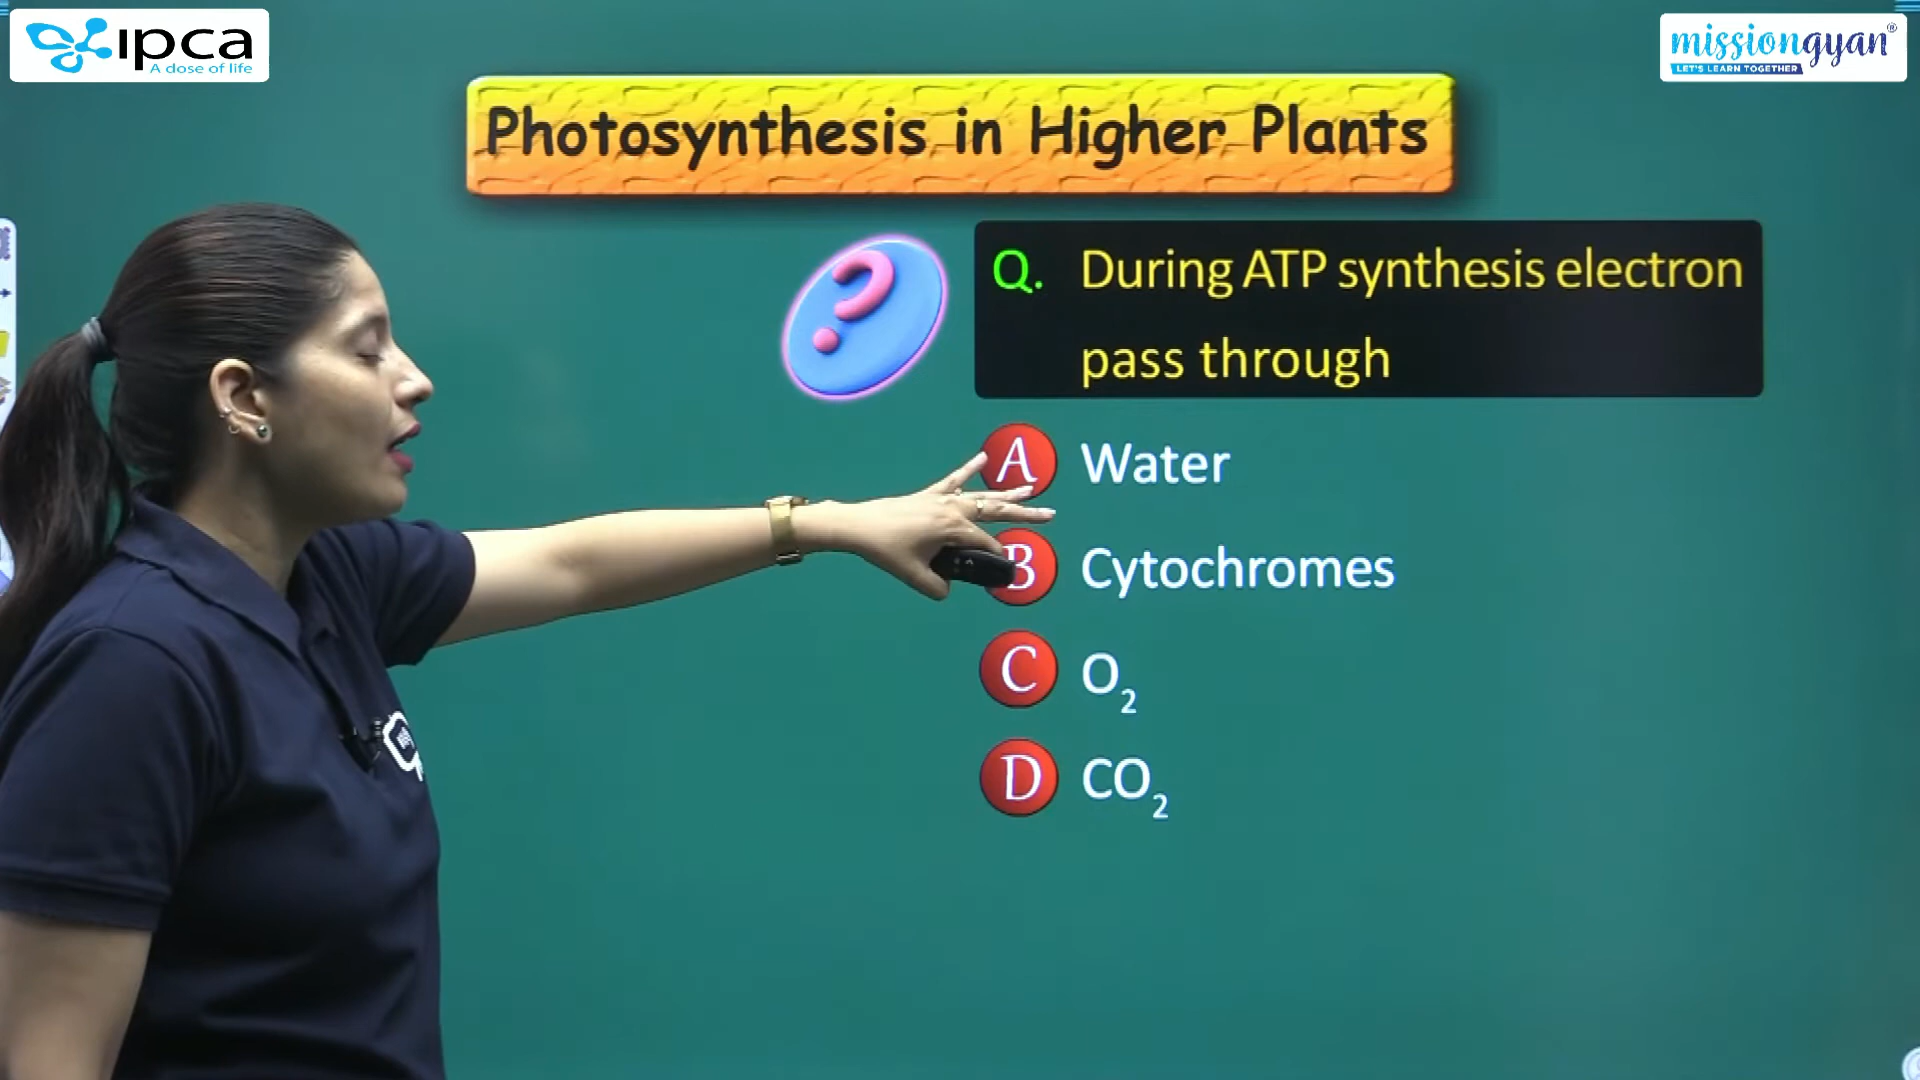 ipca
A dose of life
missiongyan®
LET'S LEARN TOGETHER
Photosynthesis in Higher Plants
Q. During ATP synthesis electron
pass through
A Water
B Cytochromes
C O₂
D CO₂